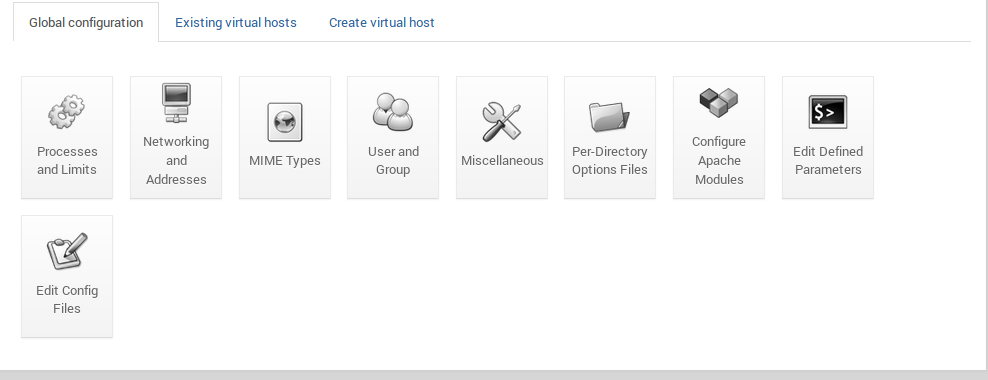 Global configuration
Existing virtual hosts
Create virtual host
Processes
and Limits
Networking
and
Addresses
MIME Types
User and
Group
Miscellaneous
Per-Directory
Options Files
Configure
Apache
Modules
$>
Edit Defined
Parameters
Edit Config
Files